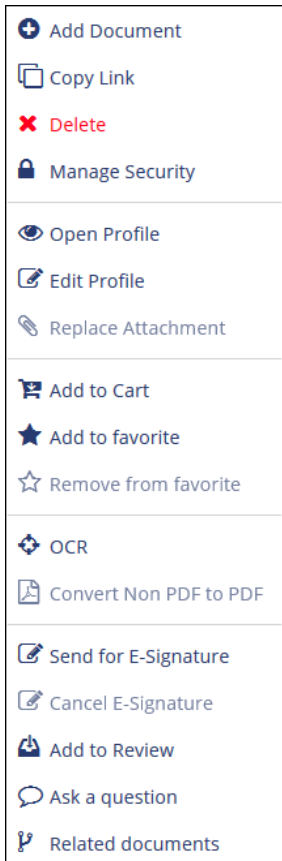 Add Document
Copy Link
Delete
Manage Security
Open Profile
Edit Profile
Replace Attachment
Add to Cart
Add to favorite
Remove from favorite
OCR
Convert Non PDF to PDF
Send for E-Signature
Cancel E-Signature
Add to Review
Ask a question
Related documents